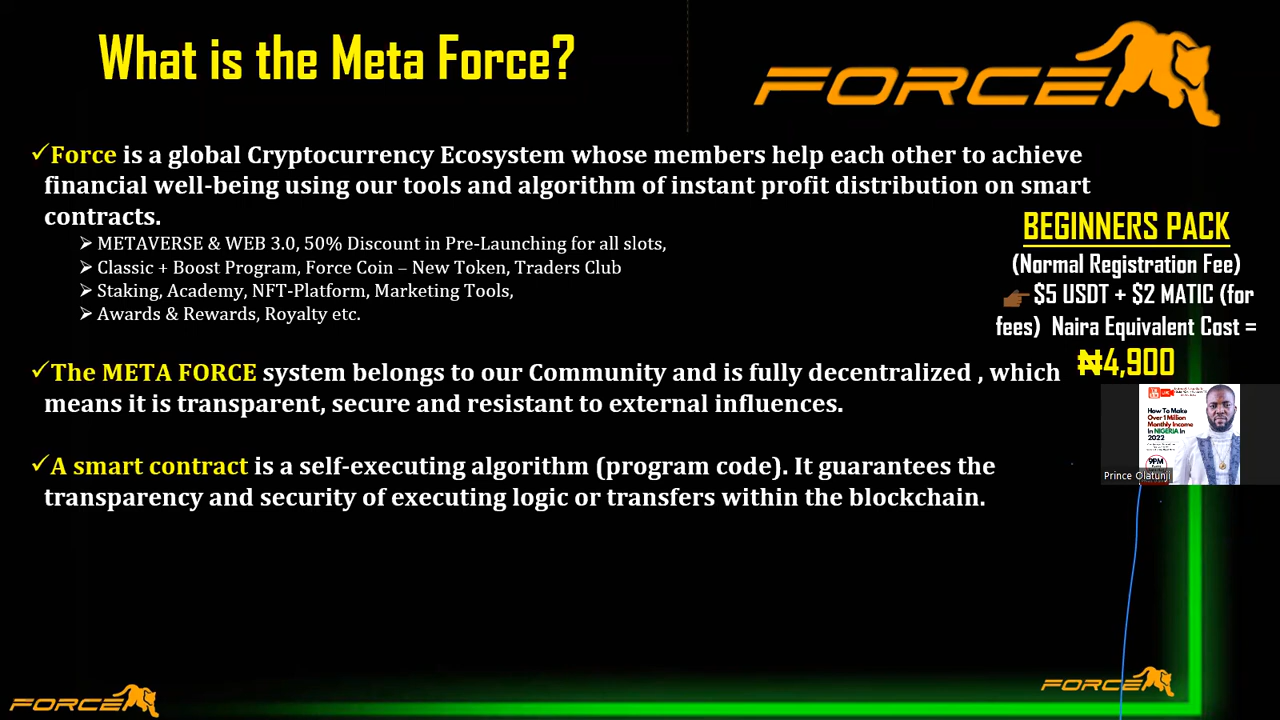 What is the Meta Force?
FORCE
✓Force is a global Cryptocurrency Ecosystem whose members help each other to achieve
financial well-being using our tools and algorithm of instant profit distribution on smart
contracts.
➢ METAVERSE & WEB 3.0, 50% Discount in Pre-Launching for all slots,
➢ Classic + Boost Program, Force Coin – New Token, Traders Club
➢ Staking, Academy, NFT-Platform, Marketing Tools,
➢ Awards & Rewards, Royalty etc.
BEGINNERS PACK
(Normal Registration Fee)
$5 USDT + $2 MATIC (for
fees) Naira Equivalent Cost =
₦4,900
✓The META FORCE system belongs to our Community and is fully decentralized , which
means it is transparent, secure and resistant to external influences.
How To Make
Over 1 Million
Monthly Income
In NIGERIA In
2022
9PM
Prince Olatunji
✓A smart contract is a self-executing algorithm (program code). It guarantees the
transparency and security of executing logic or transfers within the blockchain.
FORCE
FORCE